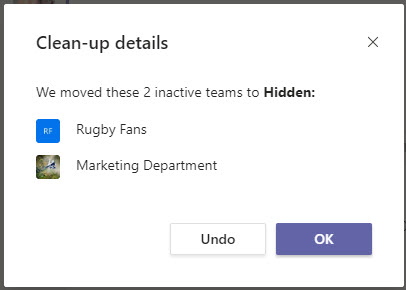 Clean-up details
We moved these 2 inactive teams to Hidden:
RF Rugby Fans
Marketing Department
Undo OK